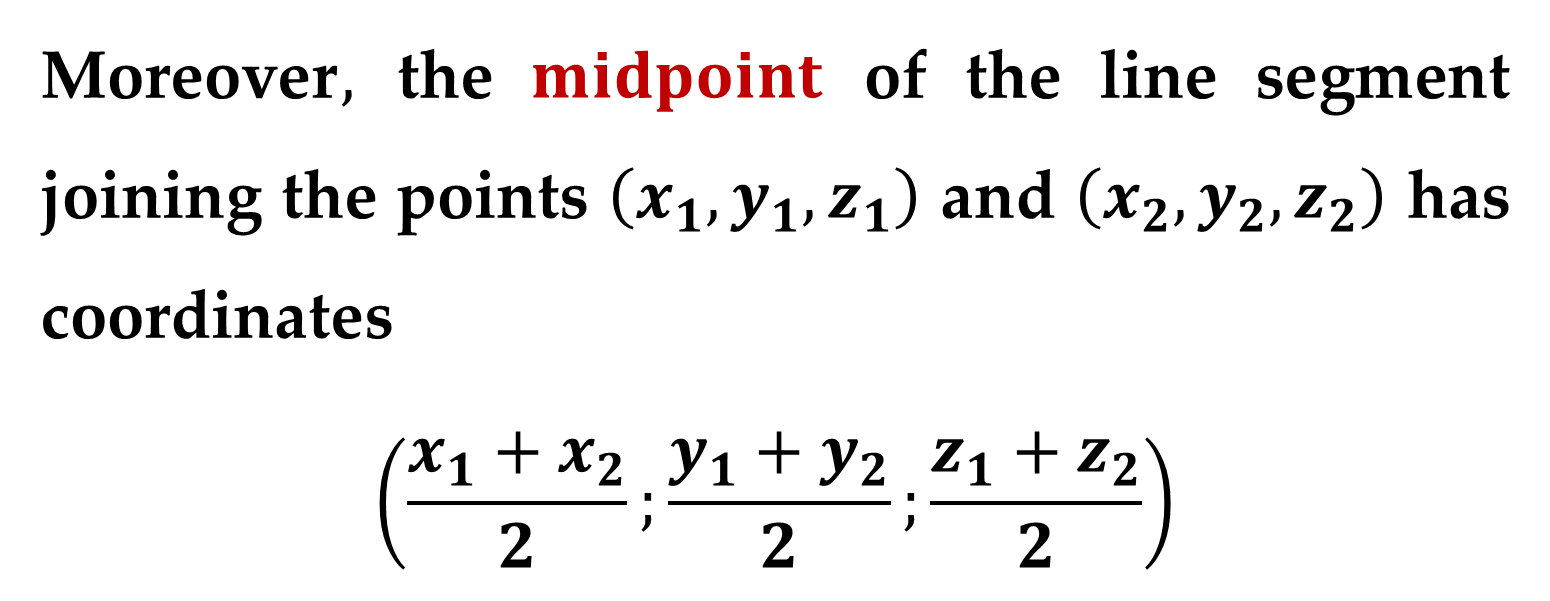 Moreover, the midpoint of the line segment
joining the points (x₁, y₁, z₁) and (x₂, y₂, z₂) has
coordinates
((x₁ + x₂)/2 ; (y₁ + y₂)/2 ; (z₁ + z₂)/2)